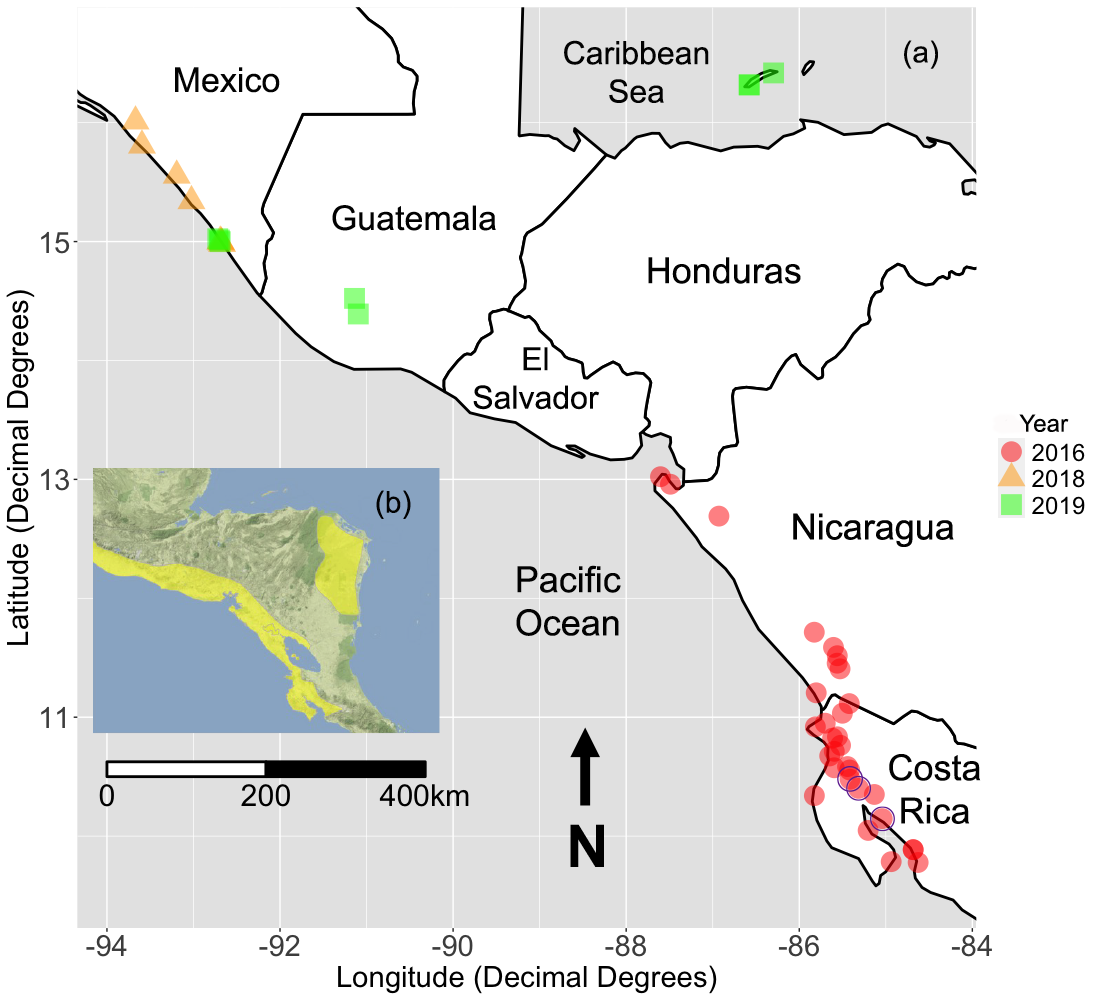 Caribbean
Sea
(a)
Mexico
Guatemala
Honduras
El
Salvador
Nicaragua
Pacific
Ocean
Costa
Rica
(b)
0
200
400km
N
15
13
11
-94
-92
-90
-88
-86
-84
Latitude (Decimal Degrees)
Longitude (Decimal Degrees)
Year
2016
2018
2019